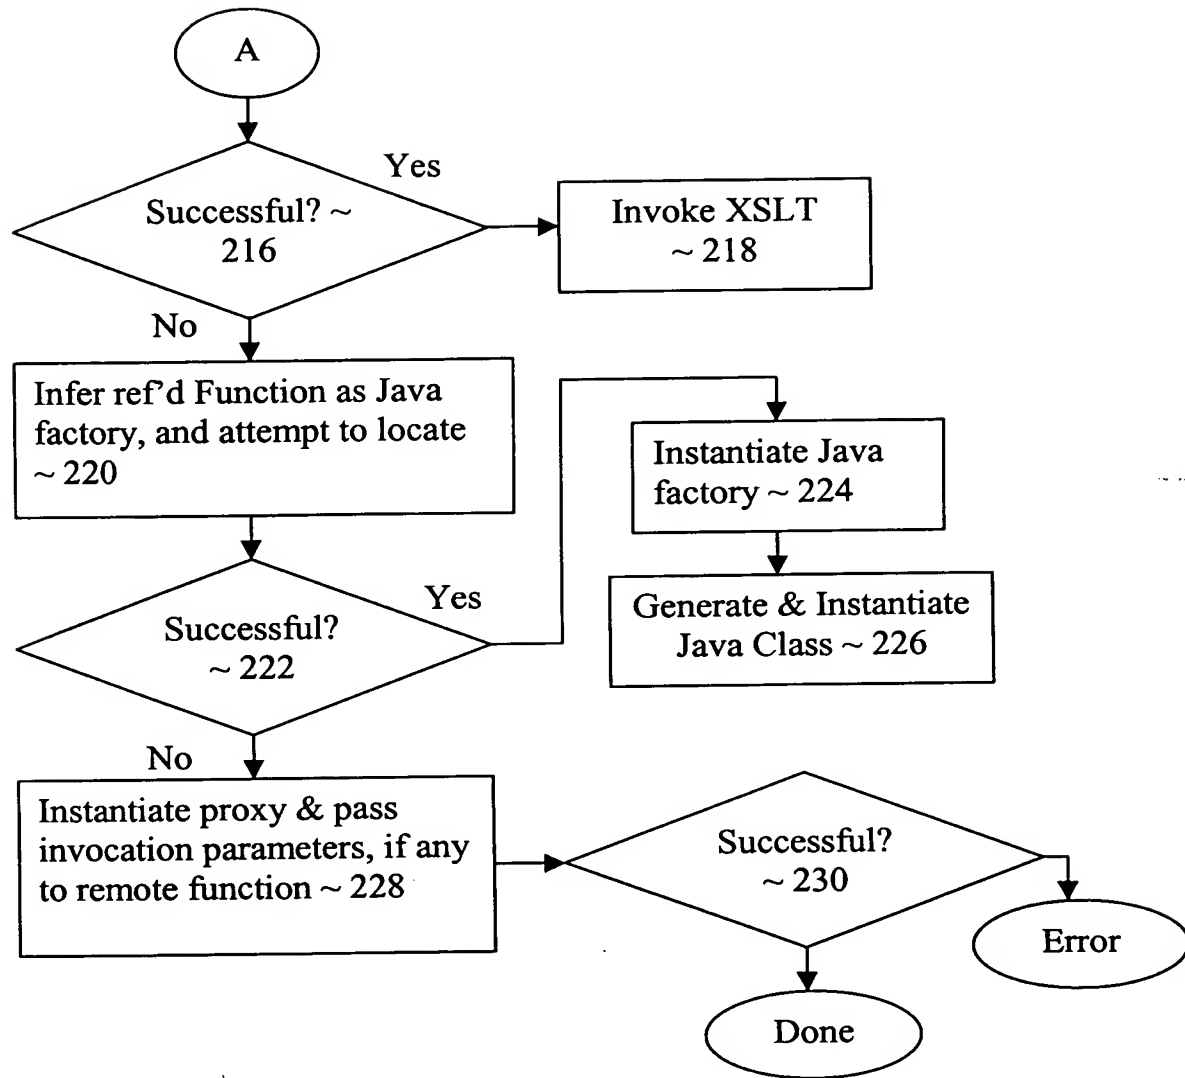 A
Yes
Successful? ~
216
Invoke XSLT
~ 218
No
Infer ref'd Function as Java
factory, and attempt to locate
~ 220
Instantiate Java
factory ~ 224
Yes
Successful?
~ 222
Generate & Instantiate
Java Class ~ 226
No
Instantiate proxy & pass
invocation parameters, if any
to remote function ~ 228
Successful?
~ 230
Error
Done